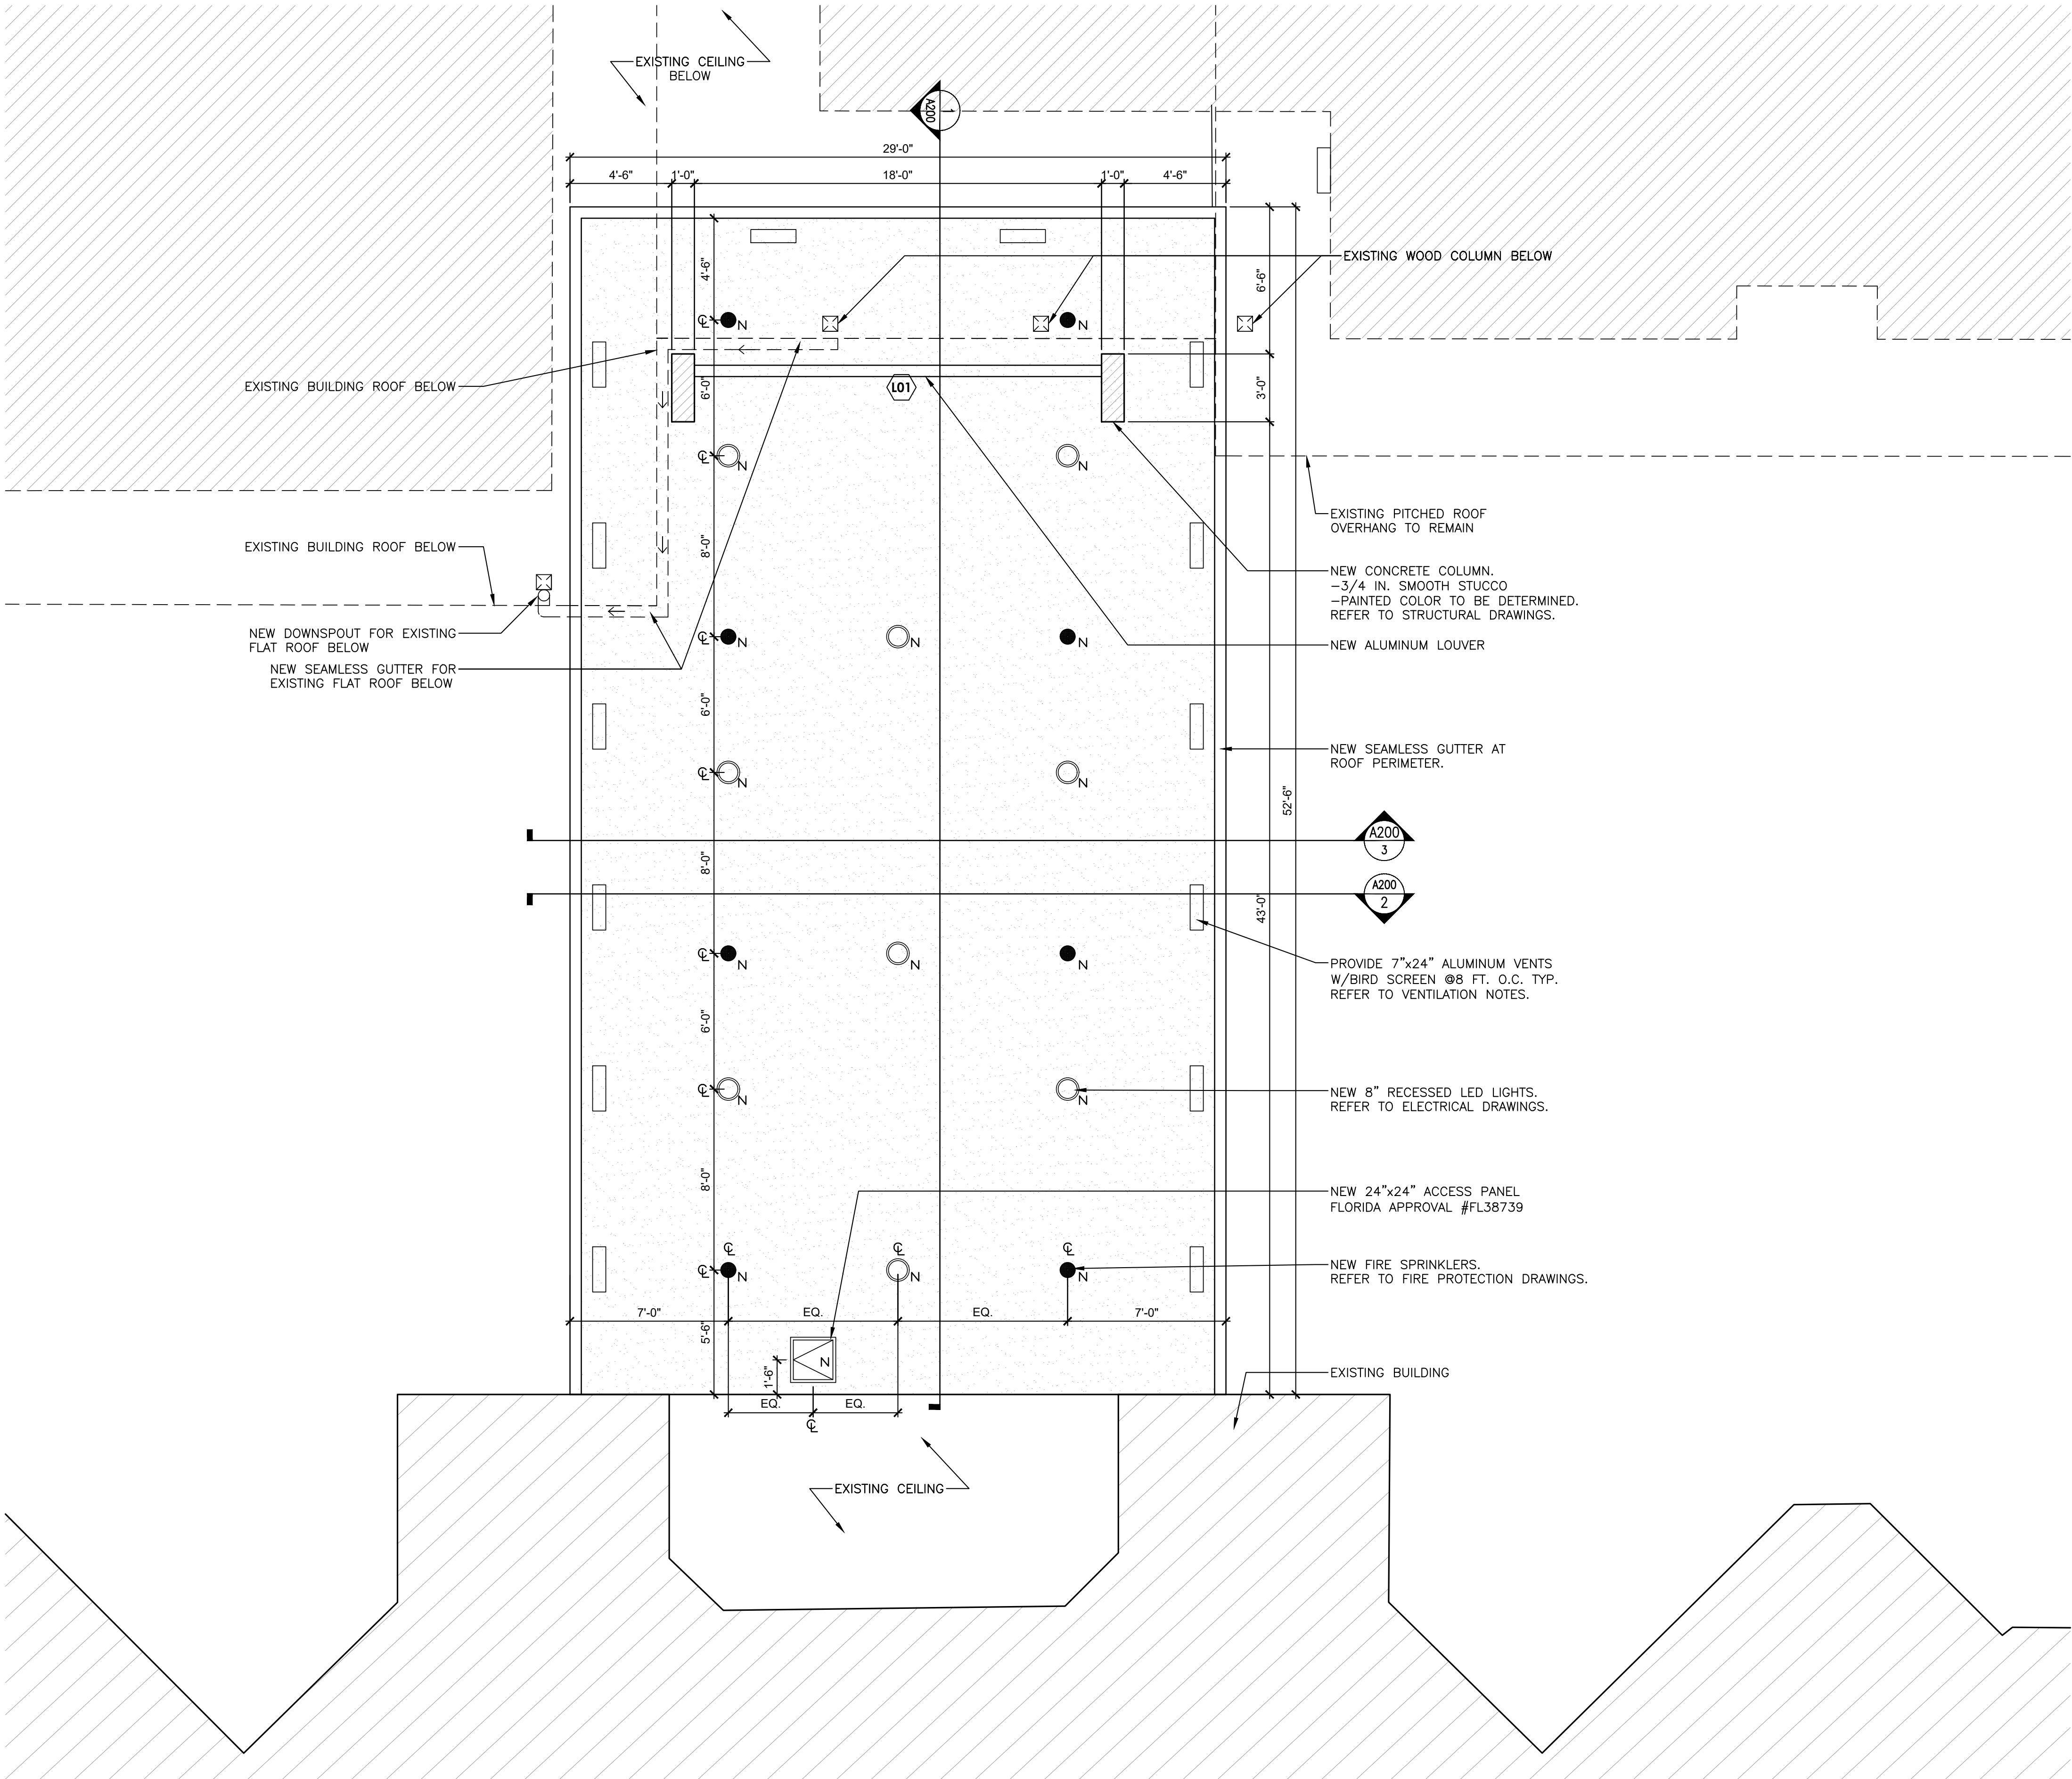 EXISTING CEILING
BELOW
A200
1
29'-0"
4'-6"
1'-0"
18'-0"
1'-0"
4'-6"
4'-6"
6'-6"
EXISTING WOOD COLUMN BELOW
N
N
EXISTING BUILDING ROOF BELOW
6'-0"
L01
3'-0"
N
N
EXISTING PITCHED ROOF
OVERHANG TO REMAIN
EXISTING BUILDING ROOF BELOW
8'-0"
NEW CONCRETE COLUMN.
-3/4 IN. SMOOTH STUCCO
-PAINTED COLOR TO BE DETERMINED.
REFER TO STRUCTURAL DRAWINGS.
NEW DOWNSPOUT FOR EXISTING
FLAT ROOF BELOW
N
N
N
NEW ALUMINUM LOUVER
NEW SEAMLESS GUTTER FOR
EXISTING FLAT ROOF BELOW
6'-0"
NEW SEAMLESS GUTTER AT
ROOF PERIMETER.
N
N
52'-6"
A200
3
8'-0"
A200
2
43'-0"
N
N
N
PROVIDE 7"x24" ALUMINUM VENTS
W/BIRD SCREEN @8 FT. O.C. TYP.
REFER TO VENTILATION NOTES.
6'-0"
N
N
NEW 8" RECESSED LED LIGHTS.
REFER TO ELECTRICAL DRAWINGS.
8'-0"
NEW 24"x24" ACCESS PANEL
FLORIDA APPROVAL #FL38739
N
N
N
NEW FIRE SPRINKLERS.
REFER TO FIRE PROTECTION DRAWINGS.
7'-0"
EQ.
EQ.
7'-0"
5'-6"
N
1'-6"
EXISTING BUILDING
EQ.
EQ.
EXISTING CEILING